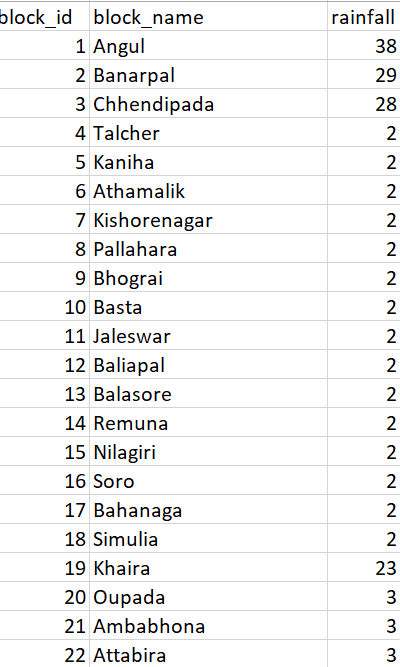 block_id block_name rainfall
1 Angul 38
2 Banarpal 29
3 Chhendipada 28
4 Talcher 2
5 Kaniha 2
6 Athamalik 2
7 Kishorenagar 2
8 Pallahara 2
9 Bhograi 2
10 Basta 2
11 Jaleswar 2
12 Baliapal 2
13 Balasore 2
14 Remuna 2
15 Nilagiri 2
16 Soro 2
17 Bahanaga 2
18 Simulia 2
19 Khaira 23
20 Oupada 3
21 Ambabhona 3
22 Attabira 3